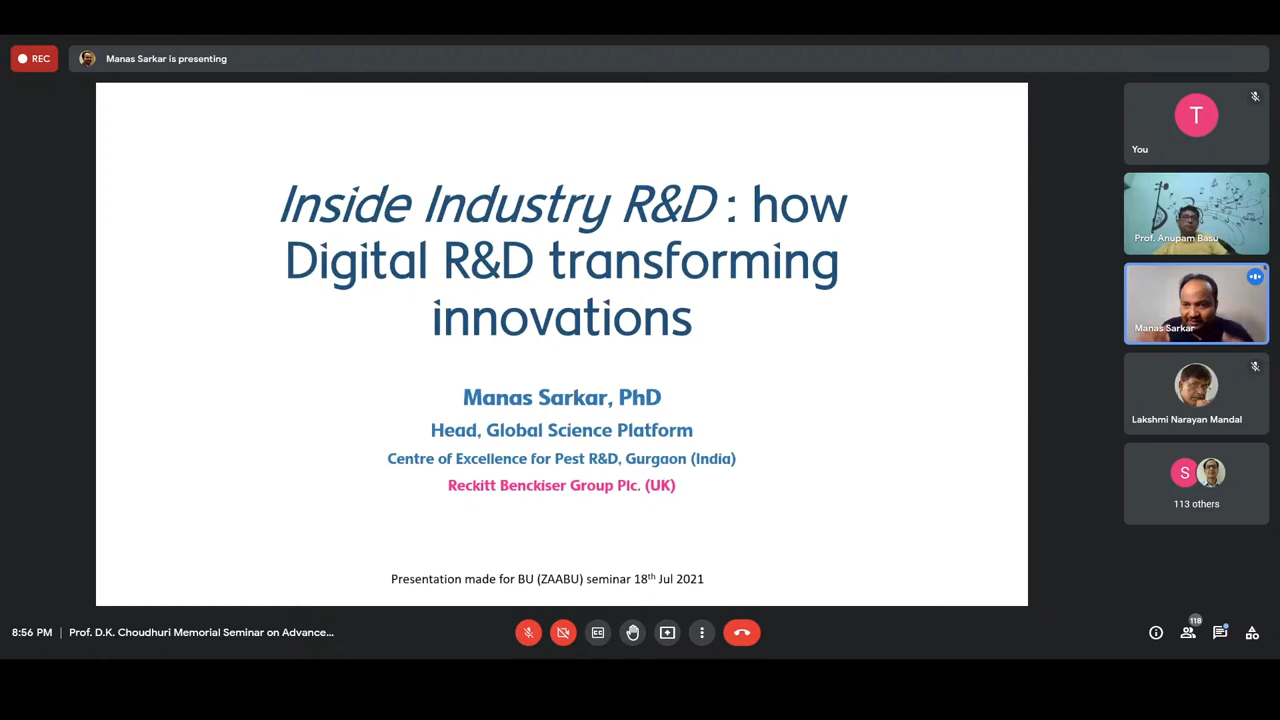 REC
Manas Sarkar is presenting
Inside Industry R&D : how
Digital R&D transforming
innovations
Manas Sarkar, PhD
Head, Global Science Platform
Centre of Excellence for Pest R&D, Gurgaon (India)
Reckitt Benckiser Group Plc. (UK)
Presentation made for BU (ZAABU) seminar 18th Jul 2021
T
You
Prof. Anupam Basu
Manas Sarkar
Lakshmi Narayan Mandal
S
113 others
8:56 PM | Prof. D.K. Choudhuri Memorial Seminar on Advance...
118